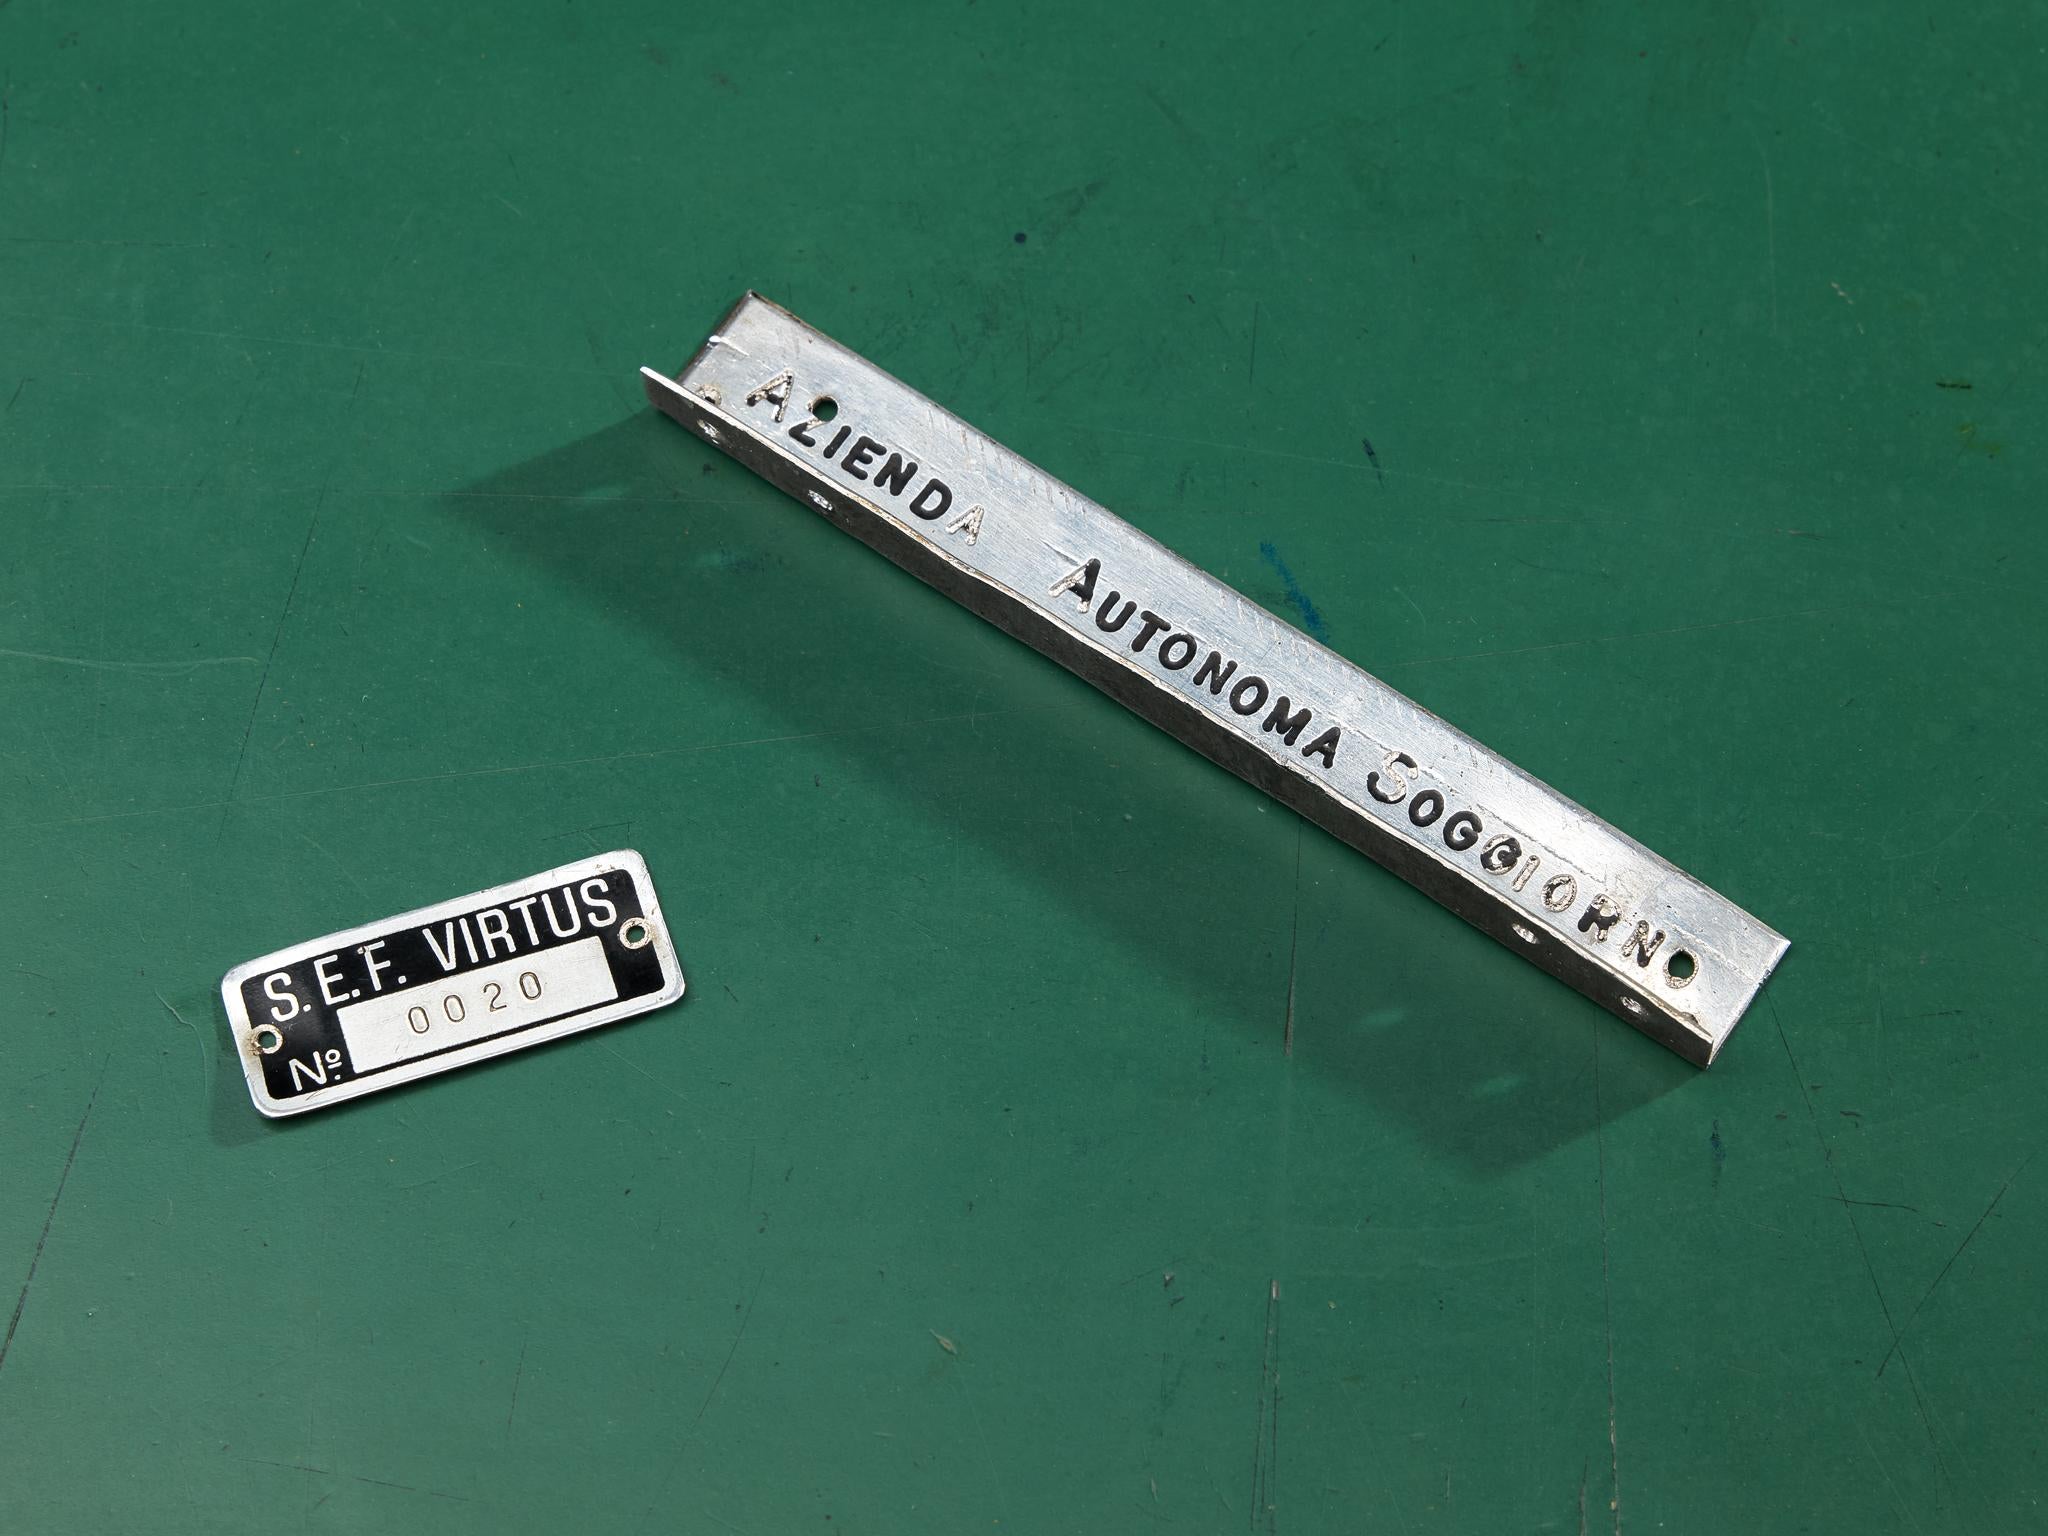 AZIENDA AUTONOMA SOGGIORNO
S.E.F. VIRTUS
Nº. 0020